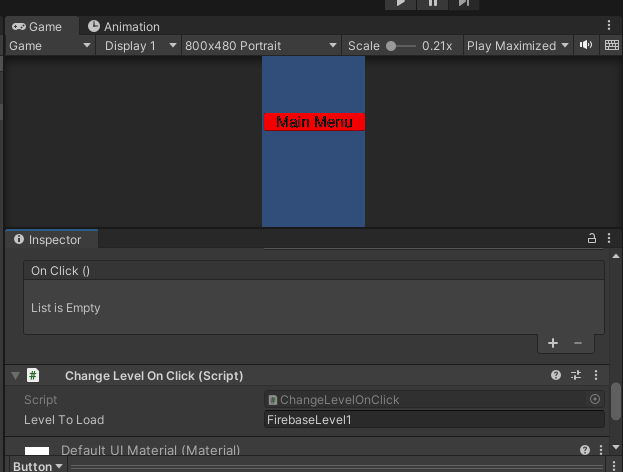 Game Animation
Game Display 1 800x480 Portrait Scale 0.21x Play Maximized
Main Menu
Inspector
On Click ()
List is Empty
# Change Level On Click (Script)
Script # ChangeLevelOnClick
Level To Load FirebaseLevel1
Default UI Material (Material)
Button